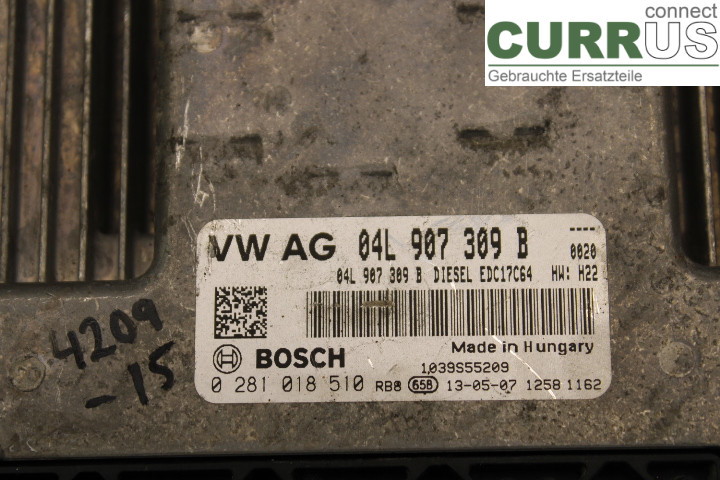 connect
CURRUS
Gebrauchte Ersatzteile
VW AG 04L 907 309 B ----
0020
04L 907 309 B DIESEL EDC17C64 HW: H22
Made in Hungary
BOSCH 1039S55209
0 281 018 510 RB8 658 13-05-07 1258 1162
4209
-15